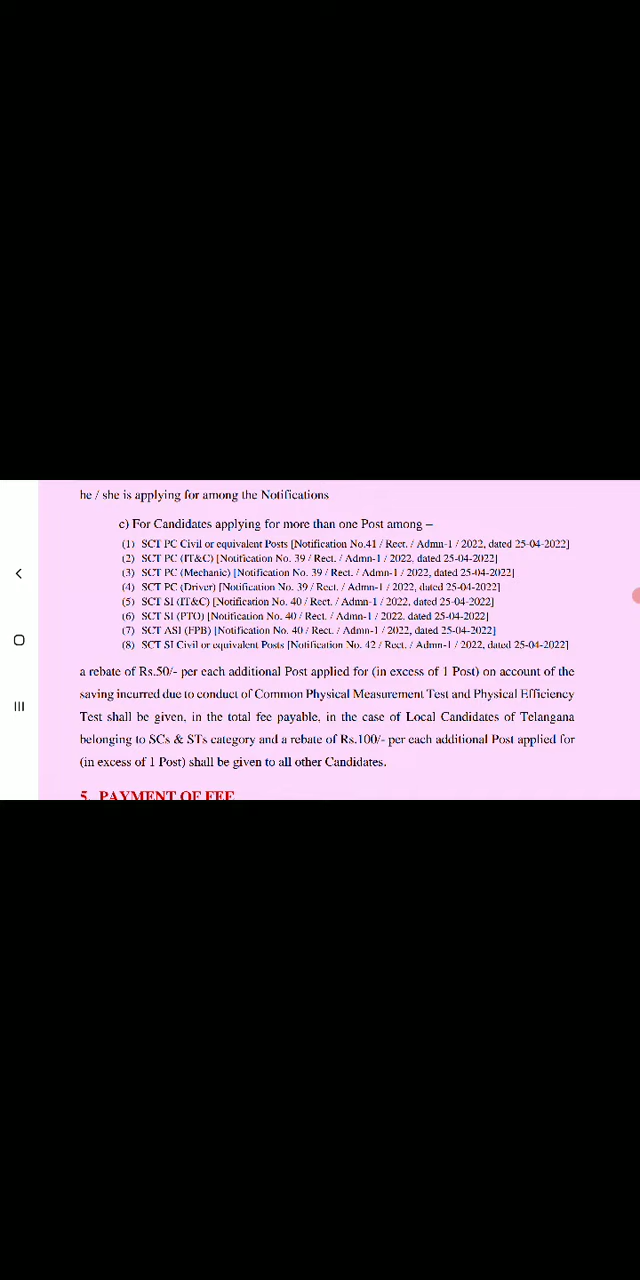 he / she is applying for among the Notifications
c) For Candidates applying for more than one Post among –
(1) SCT PC Civil or equivalent Posts [Notification No.41 / Rect. / Admn-1 / 2022, dated 25-04-2022]
(2) SCT PC (IT&C) [Notification No. 39 / Rect. / Admn-1 / 2022, dated 25-04-2022]
(3) SCT PC (Mechanic) [Notification No. 39 / Rect. / Admn-1 / 2022, dated 25-04-2022]
(4) SCT PC (Driver) [Notification No. 39 / Rect. / Admn-1 / 2022, dated 25-04-2022]
(5) SCT SI (IT&C) [Notification No. 40 / Rect. / Admn-1 / 2022, dated 25-04-2022]
(6) SCT SI (PTO) [Notification No. 40 / Rect. / Admn-1 / 2022, dated 25-04-2022]
(7) SCT ASI (FPB) [Notification No. 40 / Rect. / Admn-1 / 2022, dated 25-04-2022]
(8) SCT SI Civil or equivalent Posts [Notification No. 42 / Rect. / Admn-1 / 2022, dated 25-04-2022]
a rebate of Rs.50/- per each additional Post applied for (in excess of 1 Post) on account of the
saving incurred due to conduct of Common Physical Measurement Test and Physical Efficiency
Test shall be given, in the total fee payable, in the case of Local Candidates of Telangana
belonging to SCs & STs category and a rebate of Rs.100/- per each additional Post applied for
(in excess of 1 Post) shall be given to all other Candidates.
5. PAYMENT OF FEE